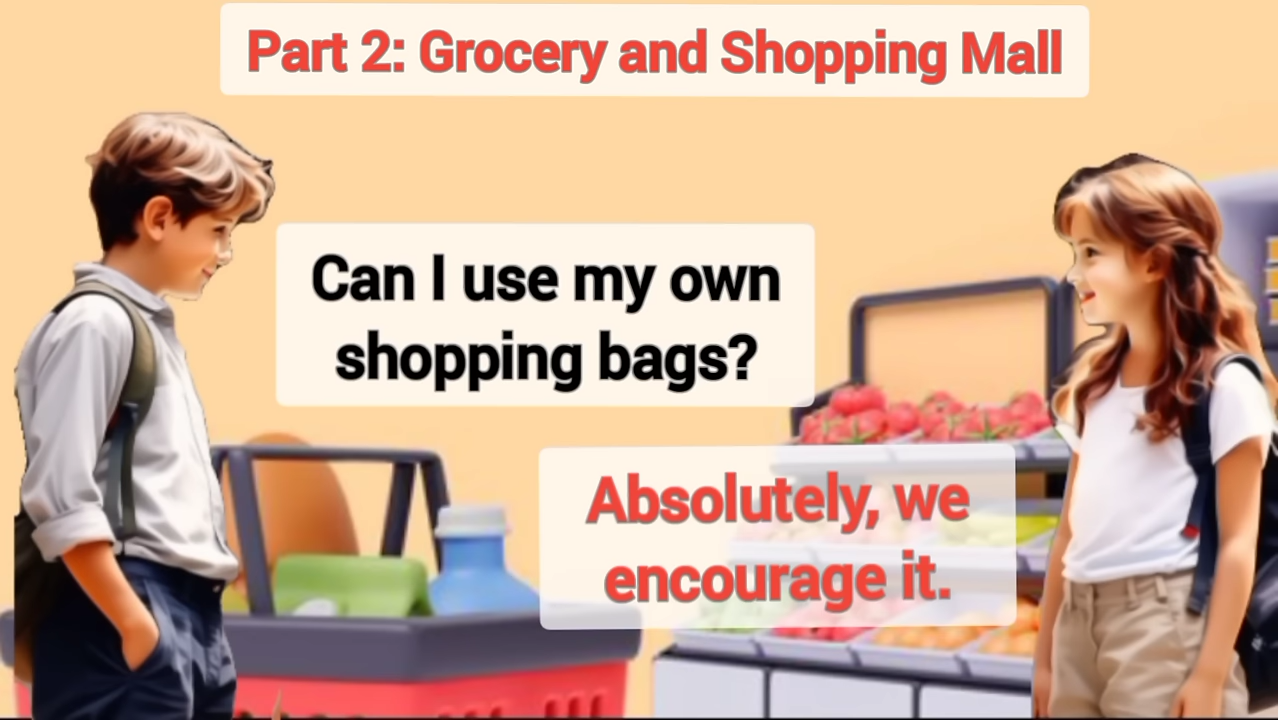 Part 2: Grocery and Shopping Mall
Can I use my own
shopping bags?
Absolutely, we
encourage it.